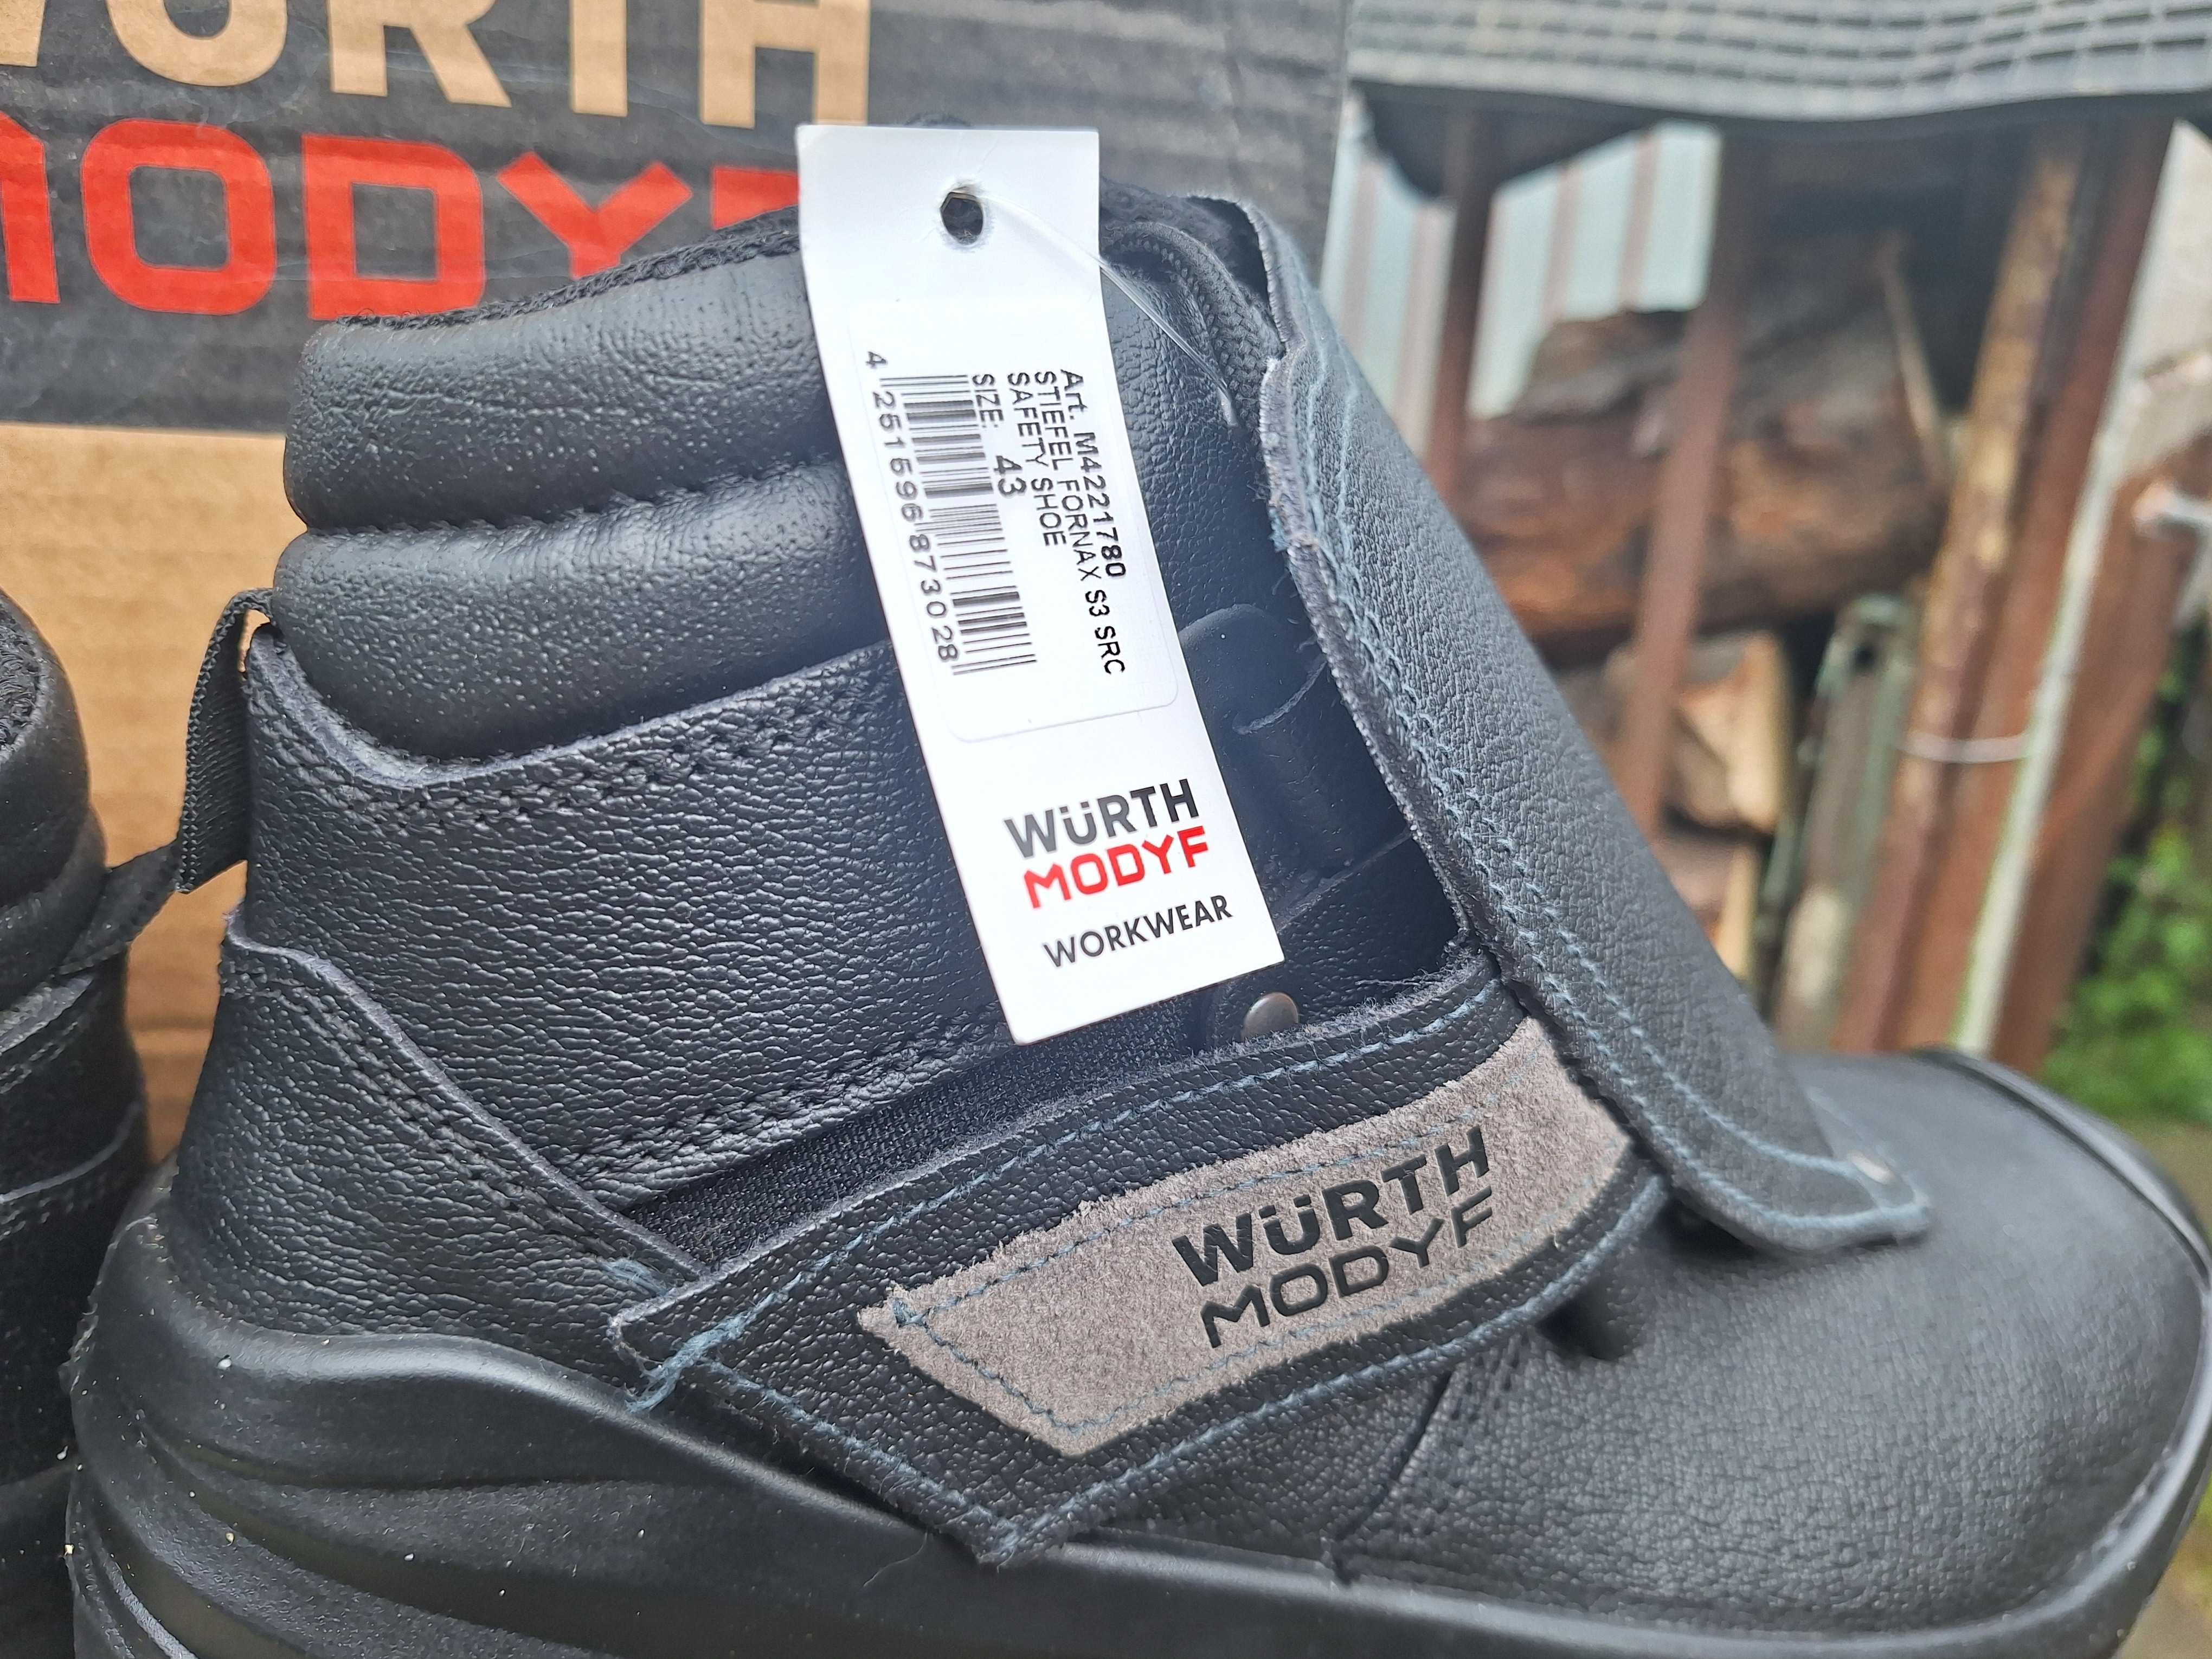 WÜRTH
MODYF
Art. M4221780
STIEFEL FORNAX S3 SRC
SAFETY SHOE
SIZE: 43
4 251596 873028
WÜRTH
MODYF
WORKWEAR
WÜRTH
MODYF